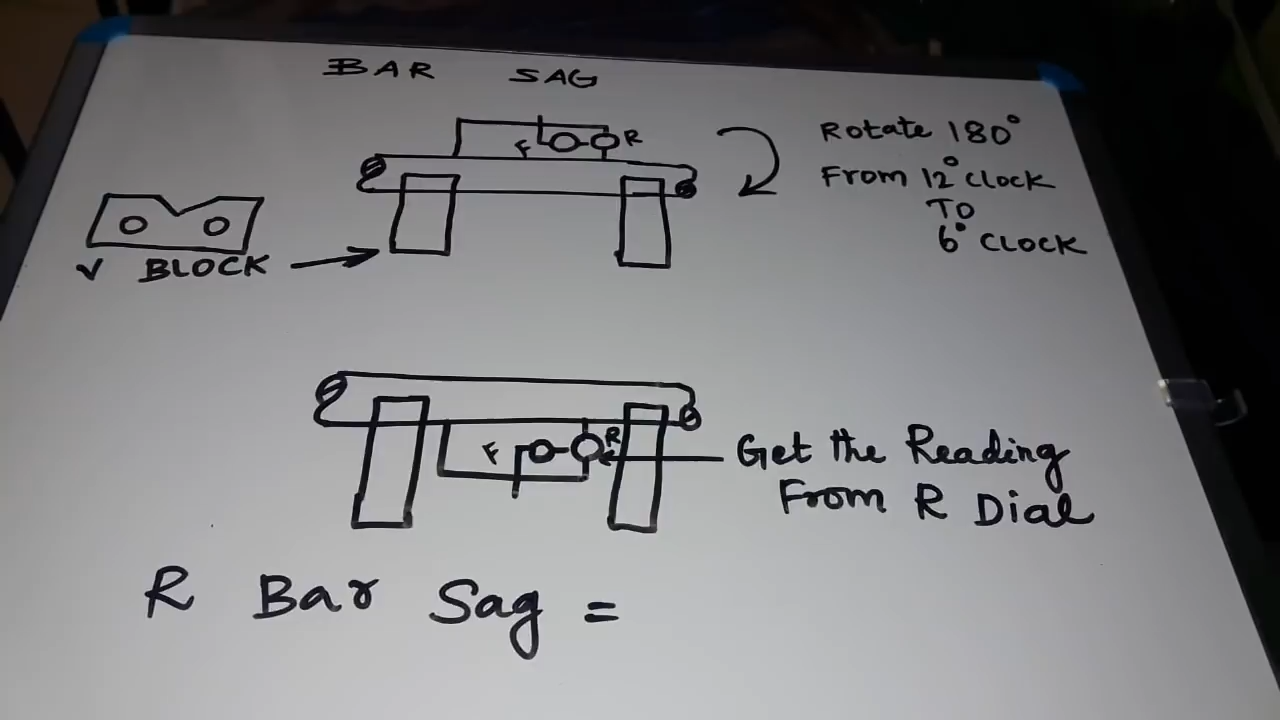 BAR SAG
F R
Rotate 180°
From 12° clock
TO
6° CLOCK
V BLOCK
F R
Get the Reading
From R Dial
R Bar Sag =